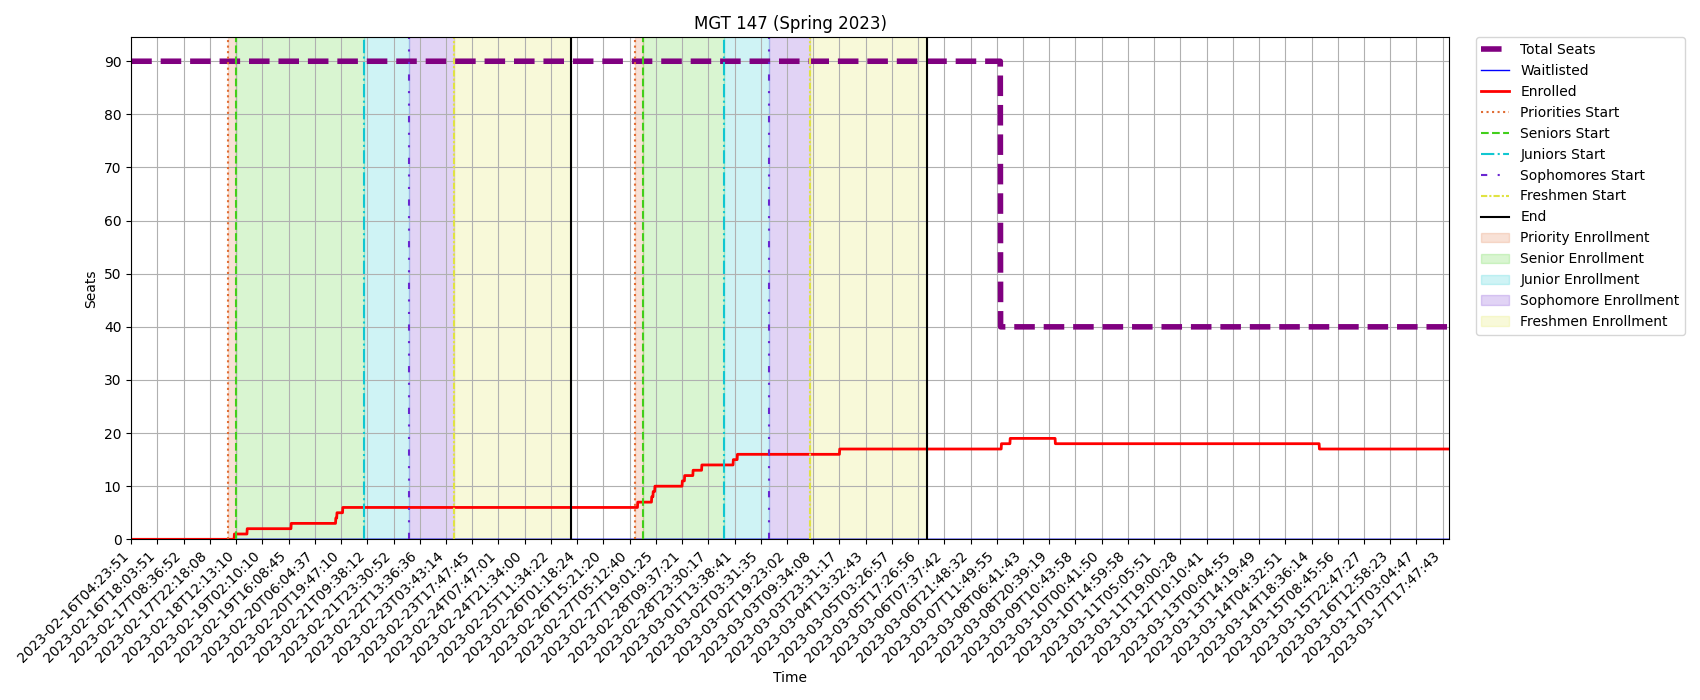 MGT 147 (Spring 2023)
Seats
90
80
70
60
50
40
30
20
10
0
2023-02-16T04:23:51
2023-02-16T18:03:51
2023-02-17T08:36:52
2023-02-17T22:18:08
2023-02-18T12:13:10
2023-02-19T02:10:10
2023-02-19T16:08:45
2023-02-20T06:04:37
2023-02-20T19:47:10
2023-02-21T09:38:12
2023-02-21T23:30:52
2023-02-22T13:36:36
2023-02-23T03:43:14
2023-02-23T17:47:45
2023-02-24T07:47:01
2023-02-24T21:34:00
2023-02-25T11:34:22
2023-02-26T01:18:24
2023-02-26T15:21:20
2023-02-27T05:12:40
2023-02-27T19:01:25
2023-02-28T09:37:21
2023-02-28T23:30:17
2023-03-01T13:38:41
2023-03-02T03:31:35
2023-03-02T19:23:02
2023-03-03T09:34:08
2023-03-03T23:31:17
2023-03-04T13:32:43
2023-03-05T03:26:57
2023-03-05T17:26:56
2023-03-06T07:37:42
2023-03-06T21:48:32
2023-03-07T11:49:55
2023-03-08T06:41:43
2023-03-08T20:39:19
2023-03-09T10:43:58
2023-03-10T00:41:50
2023-03-10T14:59:58
2023-03-11T05:05:51
2023-03-11T19:00:28
2023-03-12T10:10:41
2023-03-13T00:04:55
2023-03-13T14:19:49
2023-03-14T04:32:51
2023-03-14T18:36:14
2023-03-15T08:45:56
2023-03-15T22:47:27
2023-03-16T12:58:23
2023-03-17T03:04:47
2023-03-17T17:47:43
Time
Total Seats
Waitlisted
Enrolled
Priorities Start
Seniors Start
Juniors Start
Sophomores Start
Freshmen Start
End
Priority Enrollment
Senior Enrollment
Junior Enrollment
Sophomore Enrollment
Freshmen Enrollment